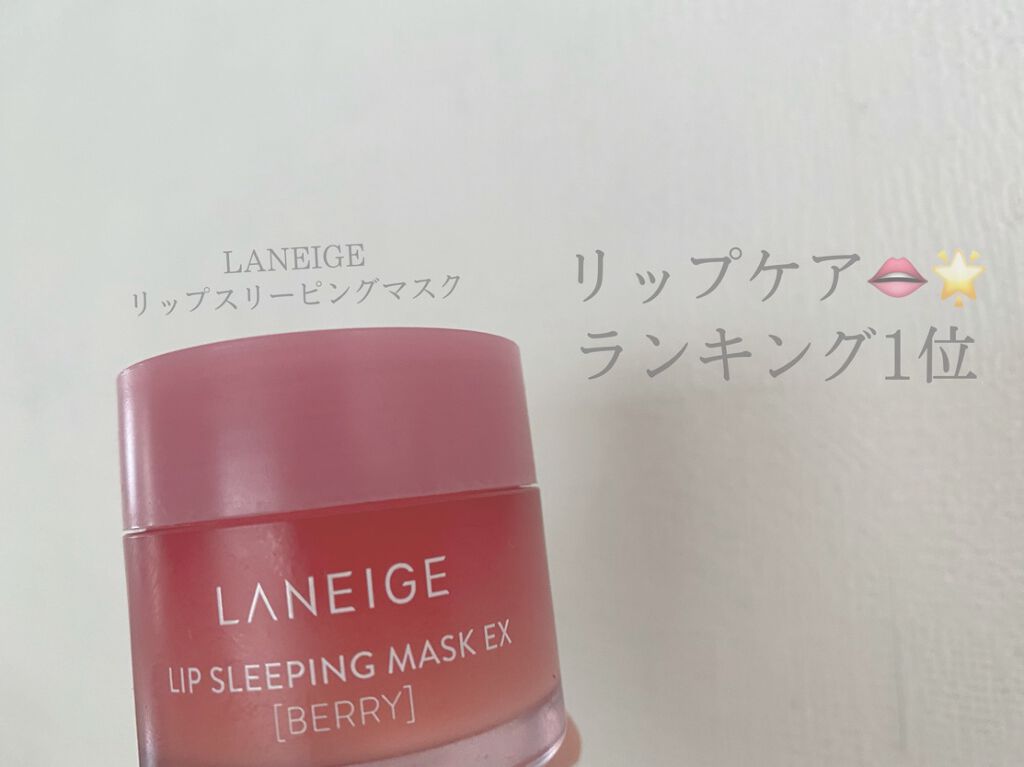 LANEIGE
リップスリーピングマスク
リップケア👄🌟
ランキング1位
LANEIGE
LIP SLEEPING MASK EX
[BERRY]